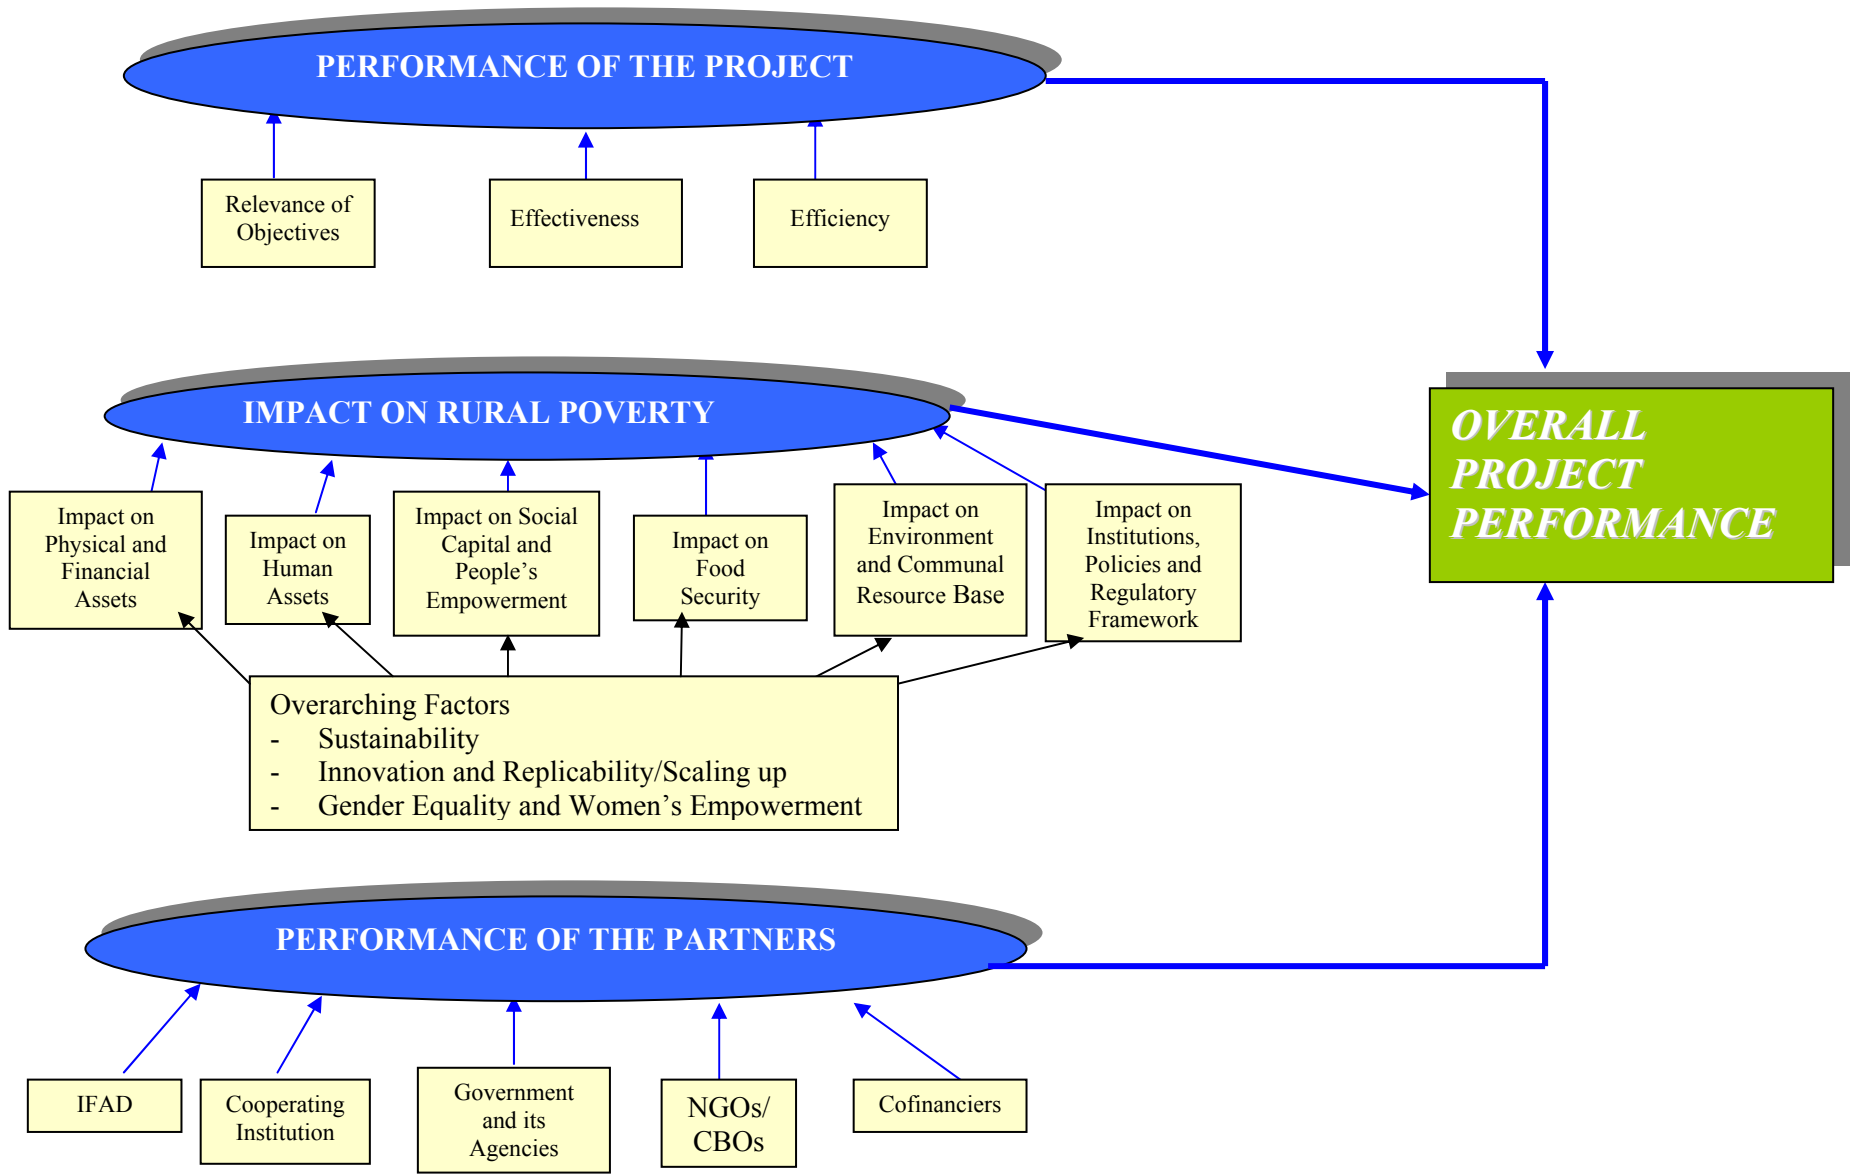 PERFORMANCE OF THE PROJECT
Relevance of
Objectives
Effectiveness
Efficiency
IMPACT ON RURAL POVERTY
OVERALL
PROJECT
PERFORMANCE
Impact on
Physical and
Financial
Assets
Impact on
Human
Assets
Impact on Social
Capital and
People’s
Empowerment
Impact on
Food
Security
Impact on
Environment
and Communal
Resource Base
Impact on
Institutions,
Policies and
Regulatory
Framework
Overarching Factors
- Sustainability
- Innovation and Replicability/Scaling up
- Gender Equality and Women’s Empowerment
PERFORMANCE OF THE PARTNERS
IFAD
Cooperating
Institution
Government
and its
Agencies
NGOs/
CBOs
Cofinanciers